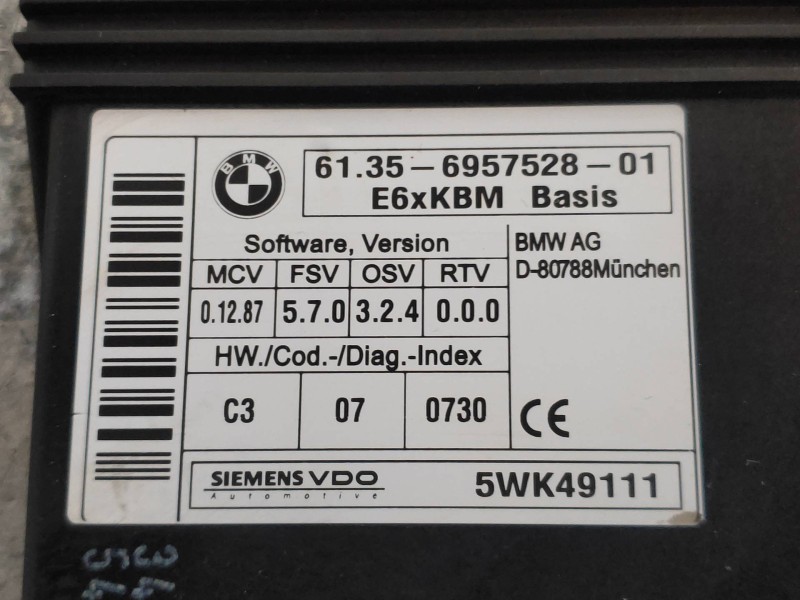 BMW
61.35-6957528-01
E6xKBM Basis
Software, Version
MCV FSV OSV RTV
0.12.87 5.7.0 3.2.4 0.0.0
HW./Cod.-/Diag.-Index
C3 07 0730
BMW AG
D-80788München
CE
SIEMENS VDO
Automotive
5WK49111